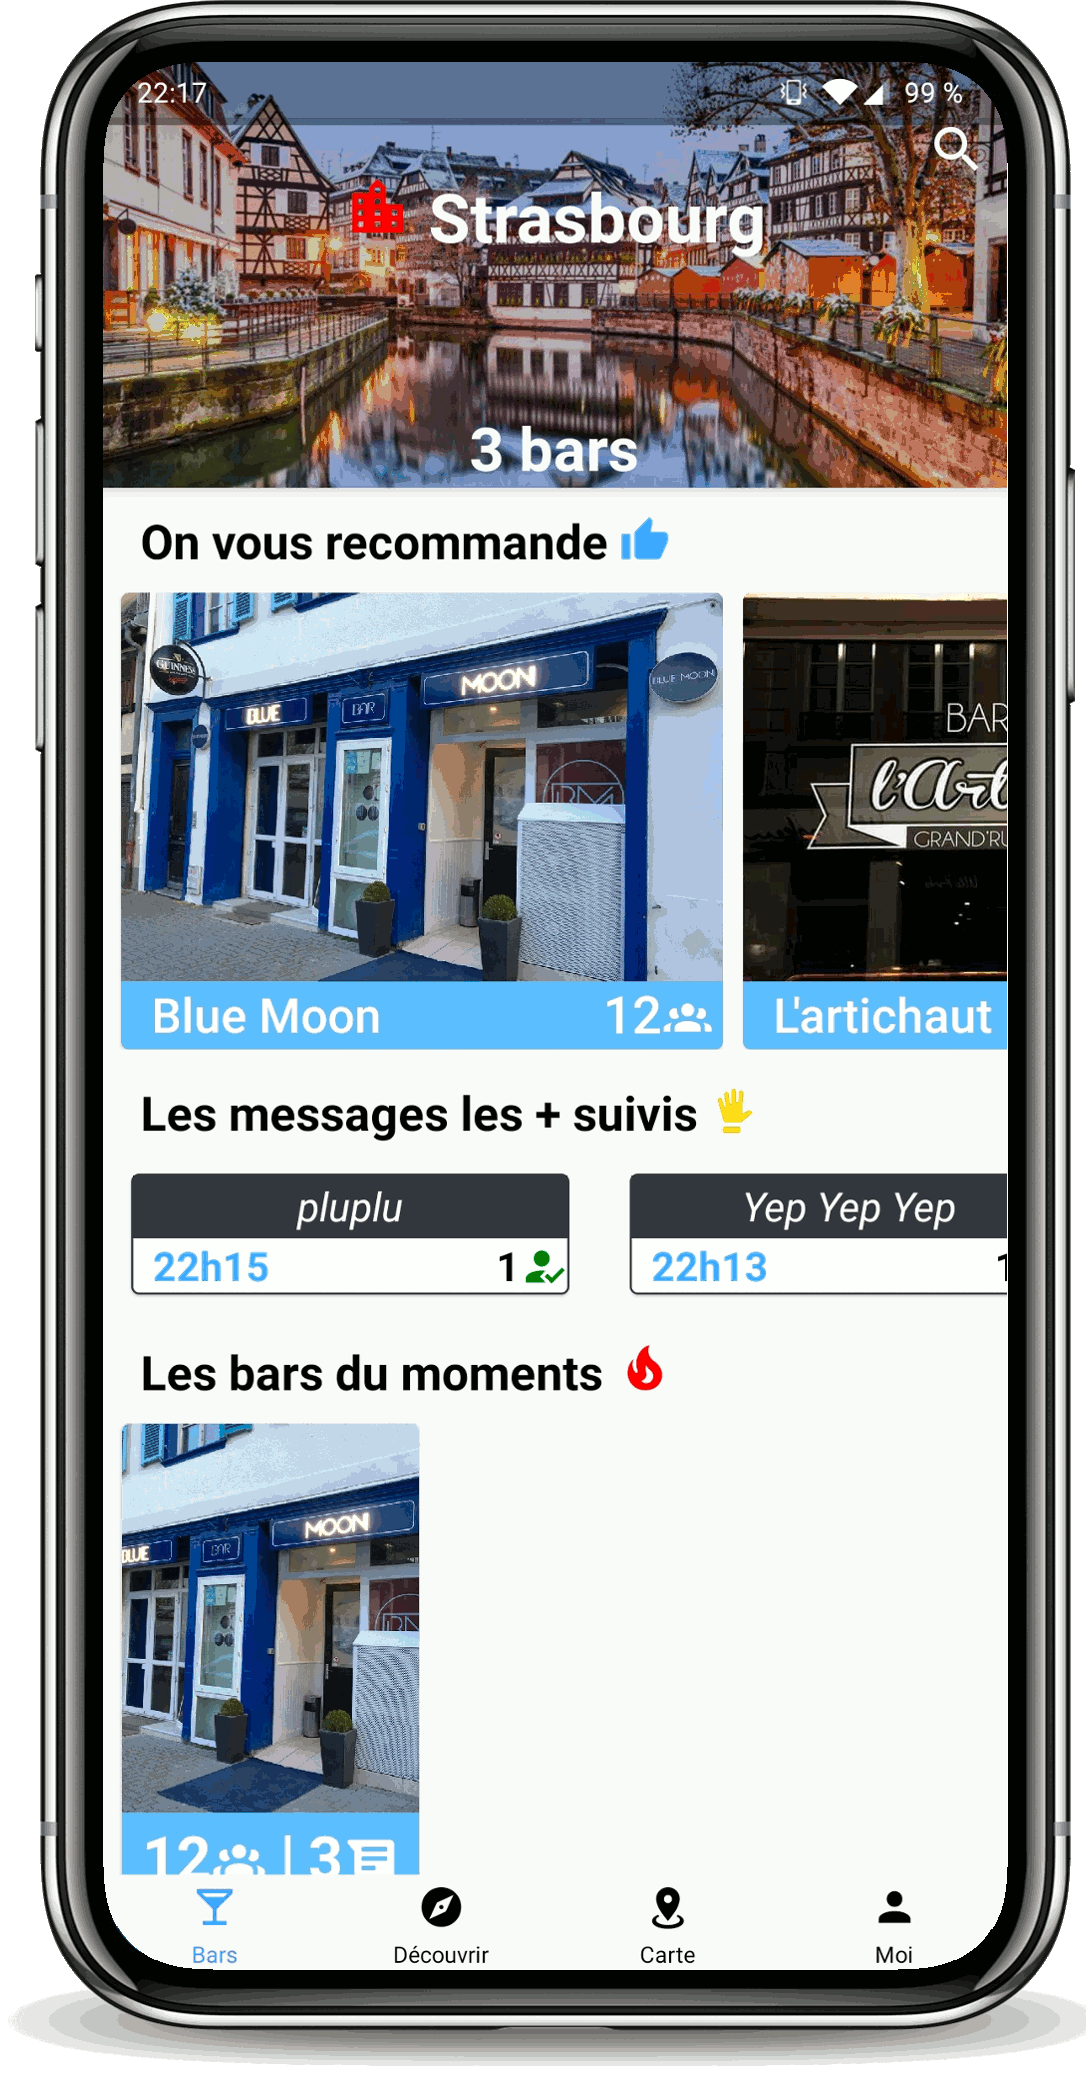 22:17
99 %
Strasbourg
3 bars
On vous recommande
GUINNESS
BLUE
BAR
MOON
BLUE MOON
BM
BAR
l'Art
GRAND'RU
Blue Moon
12
L'artichaut
Les messages les + suivis
pluplu
22h15
1
Yep Yep Yep
22h13
1
Les bars du moments
BLUE
BAR
MOON
12 | 3
Bars
Découvrir
Carte
Moi